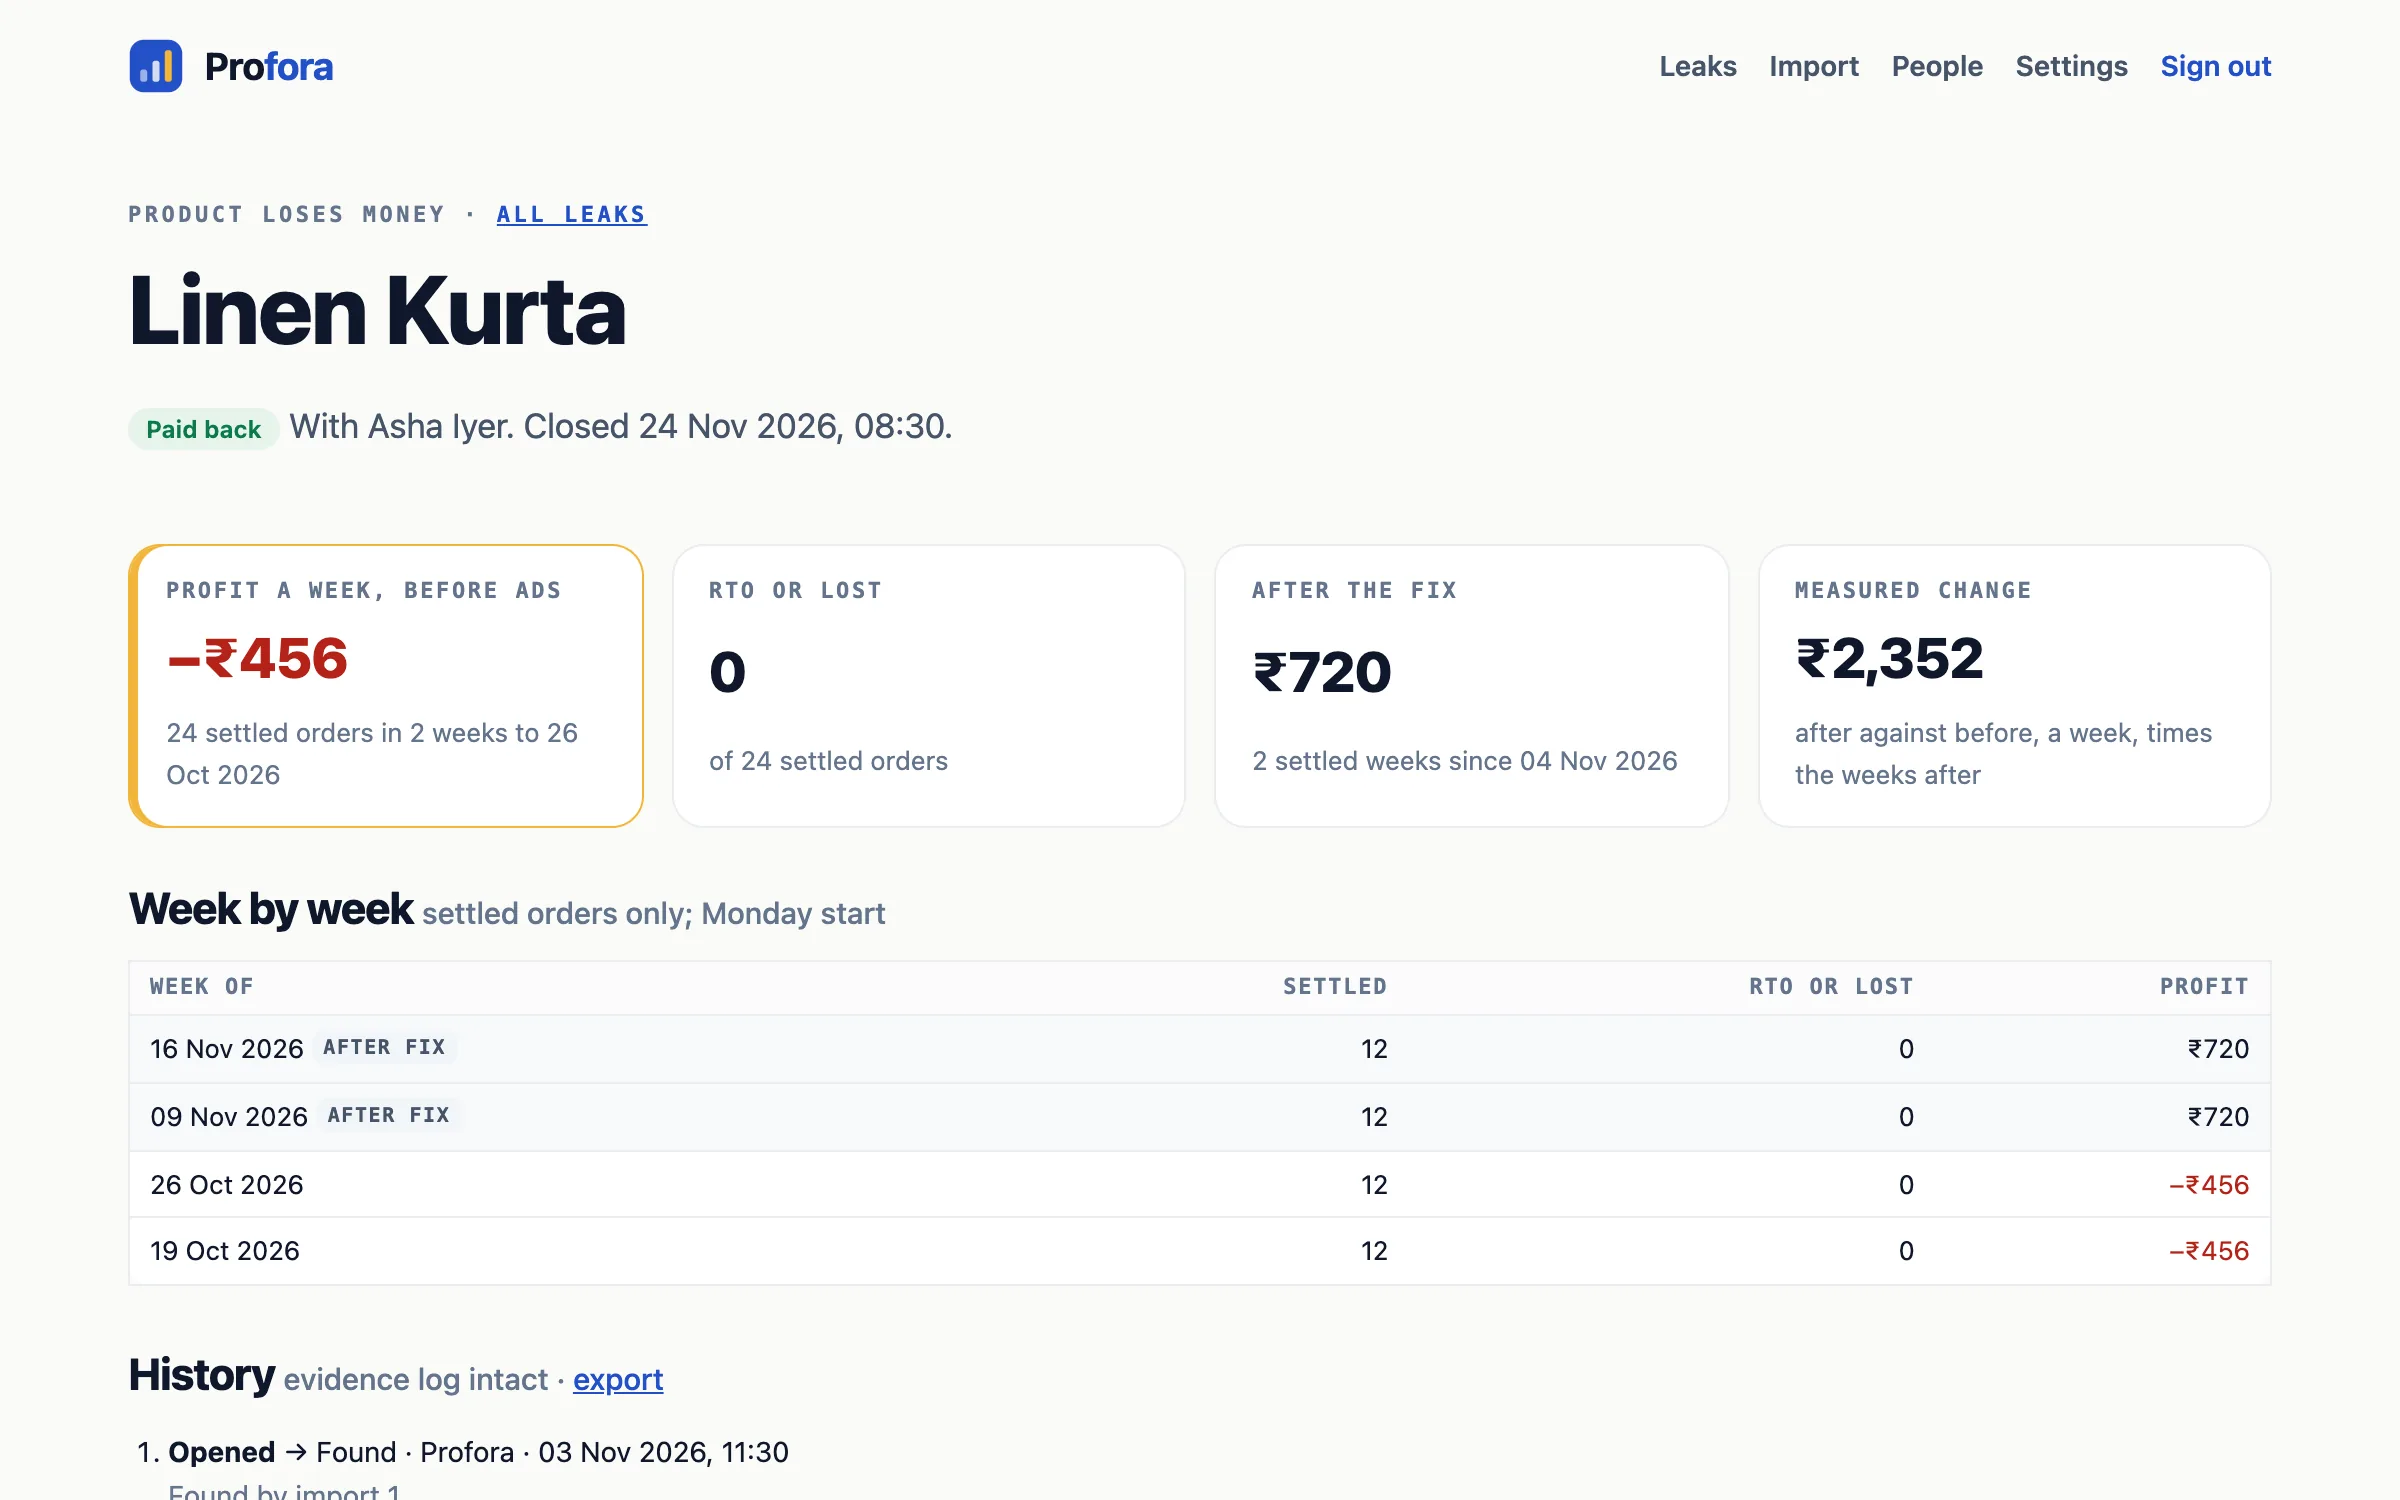 Profora
Leaks Import People Settings Sign out
PRODUCT LOSES MONEY · ALL LEAKS
Linen Kurta
Paid back With Asha Iyer. Closed 24 Nov 2026, 08:30.
PROFIT A WEEK, BEFORE ADS
−₹456
24 settled orders in 2 weeks to 26
Oct 2026
RTO OR LOST
0
of 24 settled orders
AFTER THE FIX
₹720
2 settled weeks since 04 Nov 2026
MEASURED CHANGE
₹2,352
after against before, a week, times
the weeks after
Week by week settled orders only; Monday start
WEEK OF SETTLED RTO OR LOST PROFIT
16 Nov 2026 AFTER FIX 12 0 ₹720
09 Nov 2026 AFTER FIX 12 0 ₹720
26 Oct 2026 12 0 −₹456
19 Oct 2026 12 0 −₹456
History evidence log intact · export
1. Opened → Found · Profora · 03 Nov 2026, 11:30
Found by import 1